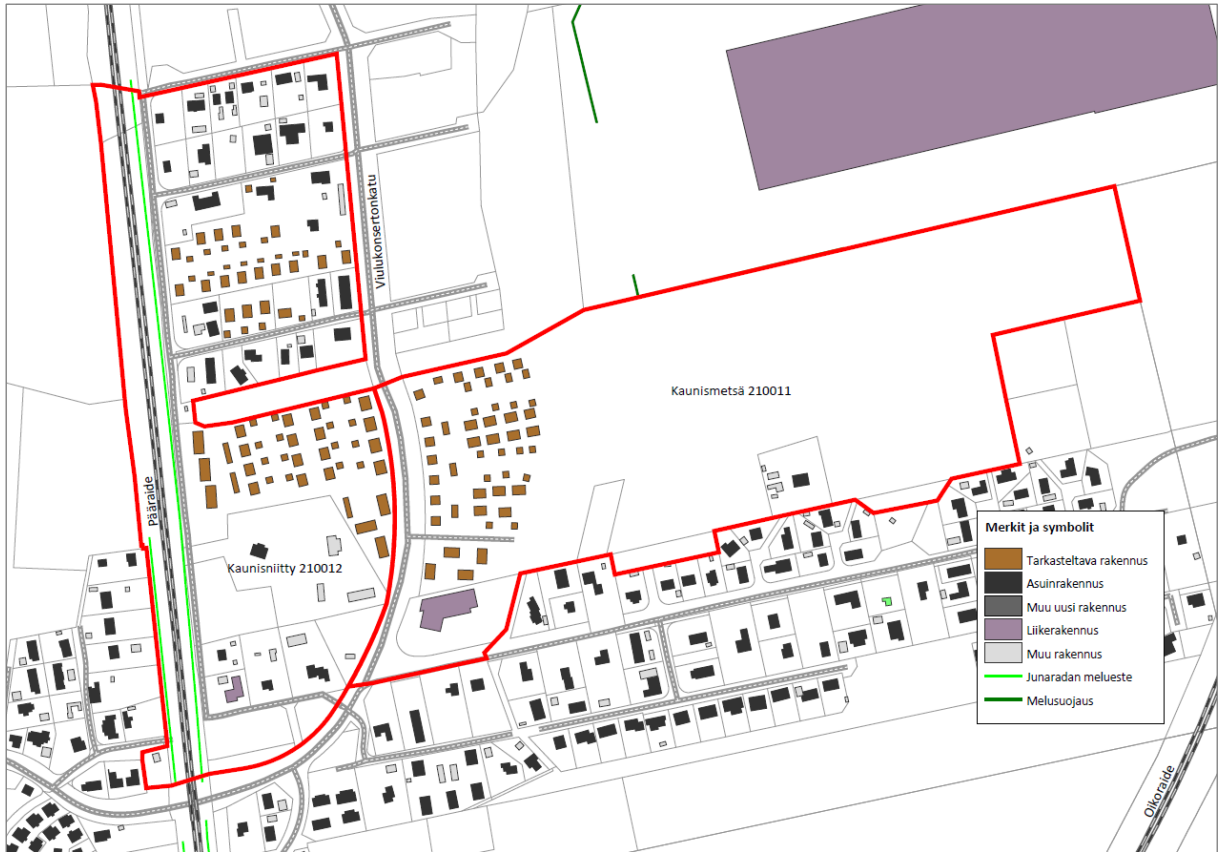 Viulukonsertonkatu
Kaunismetsä 210011
Pääraide
Kaunisniitty 210012
Merkit ja symbolit
Tarkasteltava rakennus
Asuinrakennus
Muu uusi rakennus
Liikerakennus
Muu rakennus
Junaradan melueste
Melusuojaus
Oikoraide